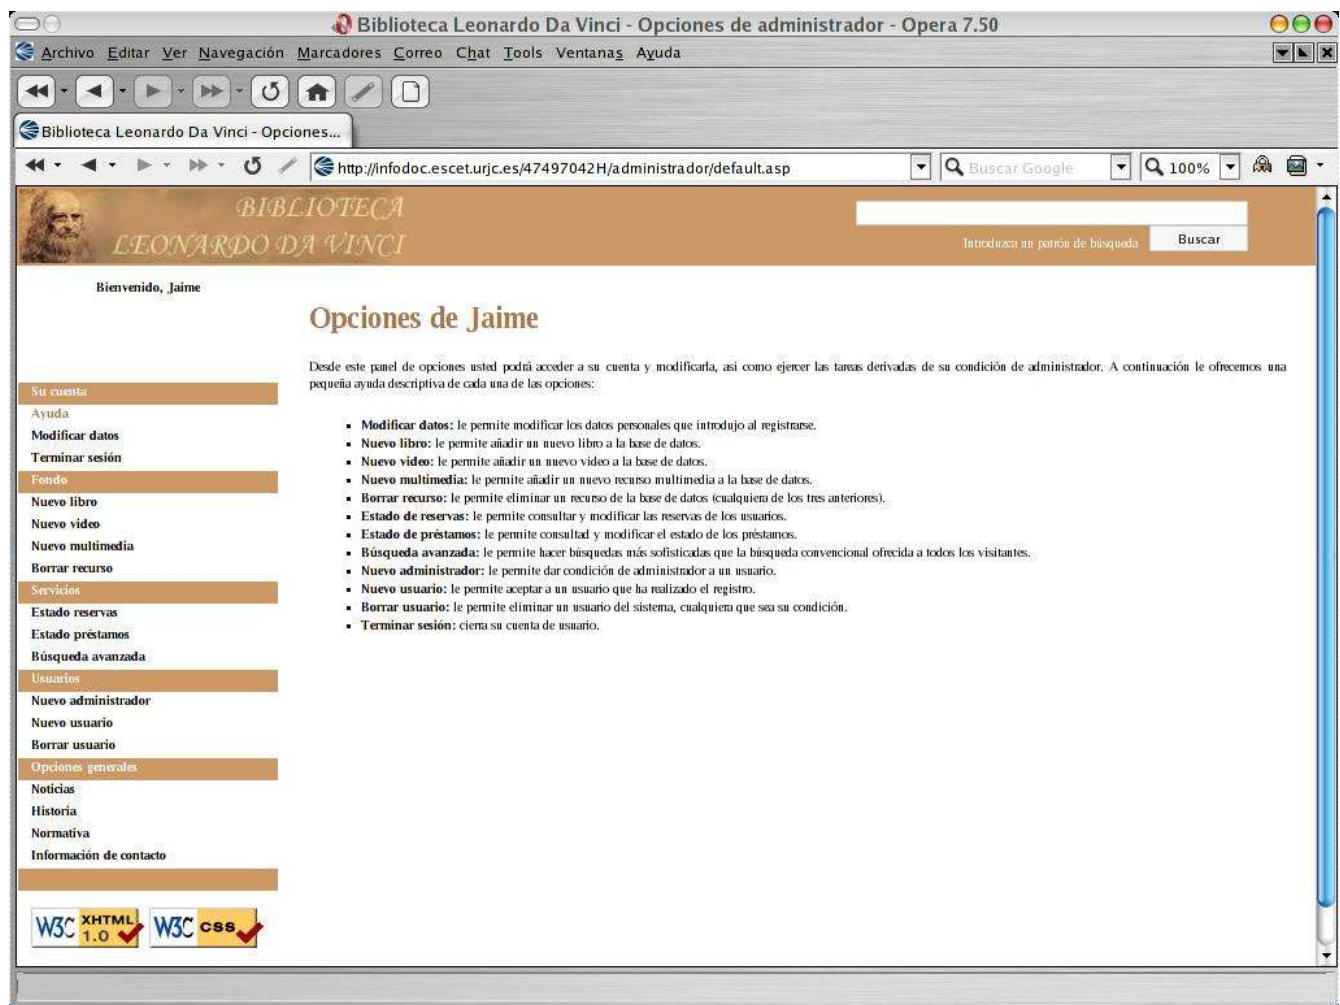 Biblioteca Leonardo Da Vinci - Opciones de administrador - Opera 7.50
Archivo Editar Ver Navegación Marcadores Correo Chat Tools Ventanas Ayuda
Biblioteca Leonardo Da Vinci - Opciones...
http://infodoc.escet.urjc.es/47497042H/administrador/default.asp
Buscar Google
100%
BIBLIOTECA
LEONARDO DA VINCI
Introduzca un patrón de búsqueda
Buscar
Bienvenido, Jaime
Su cuenta
Ayuda
Modificar datos
Terminar sesión
Fondo
Nuevo libro
Nuevo video
Nuevo multimedia
Borrar recurso
Servicios
Estado reservas
Estado préstamos
Búsqueda avanzada
Usuarios
Nuevo administrador
Nuevo usuario
Borrar usuario
Opciones generales
Noticias
Historia
Normativa
Información de contacto
W3C XHTML 1.0
W3C css
Opciones de Jaime
Desde este panel de opciones usted podrá acceder a su cuenta y modificarla, asi como ejercer las tareas derivadas de su condición de administrador. A continuación le ofrecemos una
pequeña ayuda descriptiva de cada una de las opciones:
Modificar datos: le permite modificar los datos personales que introdujo al registrarse.
Nuevo libro: le permite añadir un nuevo libro a la base de datos.
Nuevo video: le permite añadir un nuevo video a la base de datos.
Nuevo multimedia: le permite añadir un nuevo recurso multimedia a la base de datos.
Borrar recurso: le permite eliminar un recurso de la base de datos (cualquiera de los tres anteriores).
Estado de reservas: le permite consultar y modificar las reservas de los usuarios.
Estado de préstamos: le permite consultad y modificar el estado de los préstamos.
Búsqueda avanzada: le permite hacer búsquedas más sofisticadas que la búsqueda convencional ofrecida a todos los visitantes.
Nuevo administrador: le permite dar condición de administrador a un usuario.
Nuevo usuario: le permite aceptar a un usuario que ha realizado el registro.
Borrar usuario: le permite eliminar un usuario del sistema, cualquiera que sea su condición.
Terminar sesión: cierra su cuenta de usuario.